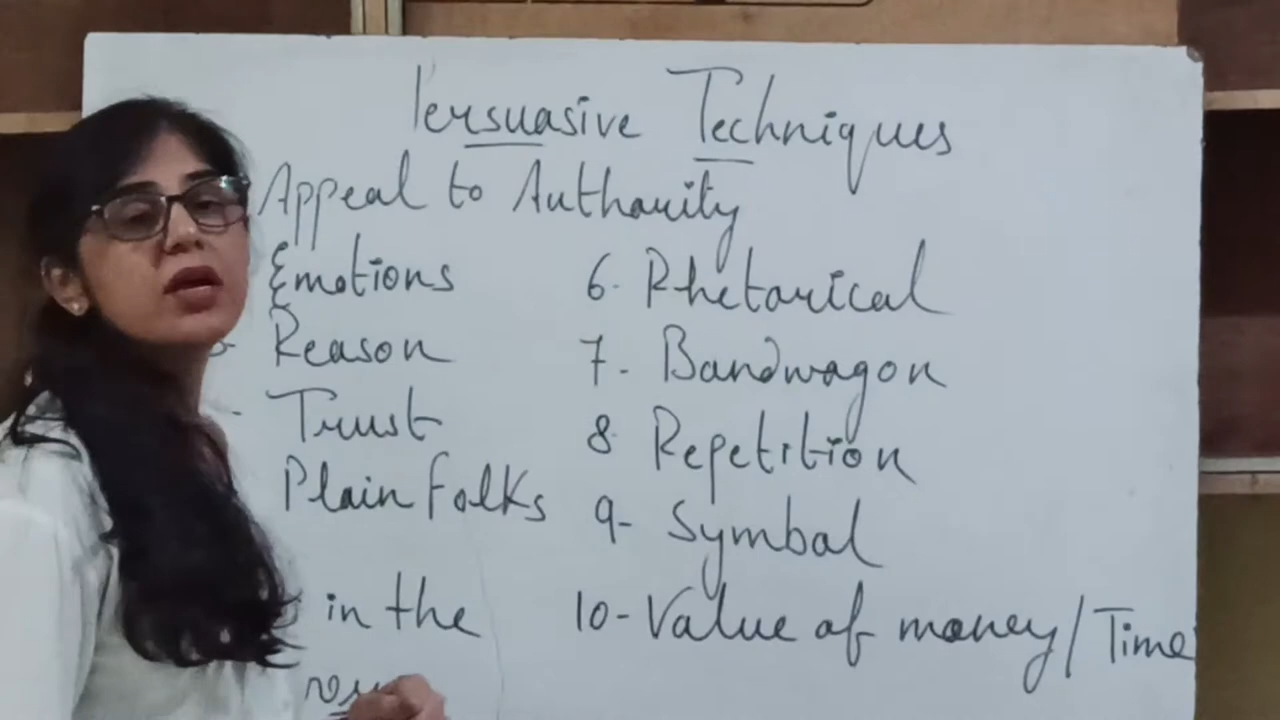 Persuasive Techniques
Appeal to Authority
Emotions
Reason
Trust
Plain folks
in the
6. Rhetorical
7. Bandwagon
8. Repetition
9- Symbal
10- Value of money/Time